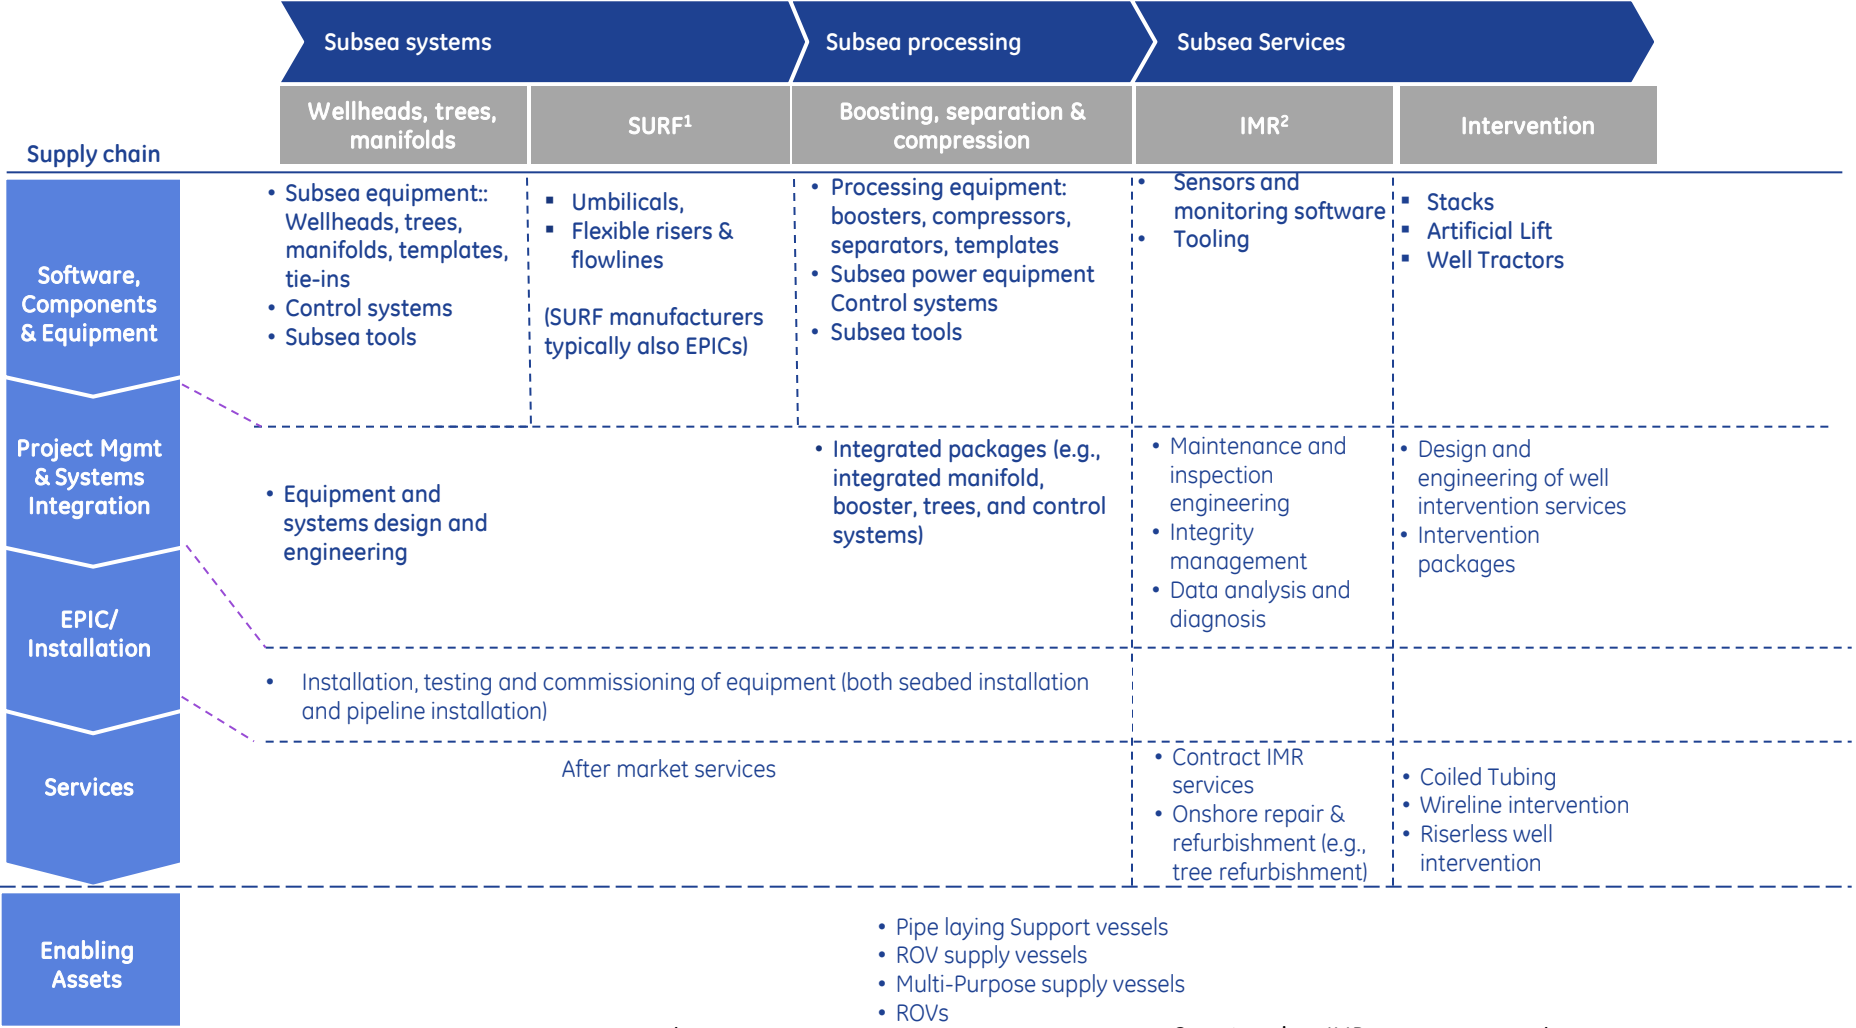 Subsea systems
Subsea processing
Subsea Services
Wellheads, trees,
manifolds
SURF¹
Boosting, separation &
compression
IMR²
Intervention
Supply chain
Software,
Components
& Equipment
• Subsea equipment::
Wellheads, trees,
manifolds, templates,
tie-ins
• Control systems
• Subsea tools
▪ Umbilicals,
▪ Flexible risers &
flowlines
(SURF manufacturers
typically also EPICs)
• Processing equipment:
boosters, compressors,
separators, templates
• Subsea power equipment
Control systems
• Subsea tools
• Sensors and
monitoring software
• Tooling
▪ Stacks
▪ Artificial Lift
▪ Well Tractors
Project Mgmt
& Systems
Integration
• Equipment and
systems design and
engineering
• Integrated packages (e.g.,
integrated manifold,
booster, trees, and control
systems)
• Maintenance and
inspection
engineering
• Integrity
management
• Data analysis and
diagnosis
• Design and
engineering of well
intervention services
• Intervention
packages
EPIC/
Installation
• Installation, testing and commissioning of equipment (both seabed installation
and pipeline installation)
Services
After market services
• Contract IMR
services
• Onshore repair &
refurbishment (e.g.,
tree refurbishment)
• Coiled Tubing
• Wireline intervention
• Riserless well
intervention
Enabling
Assets
• Pipe laying Support vessels
• ROV supply vessels
• Multi-Purpose supply vessels
• ROVs